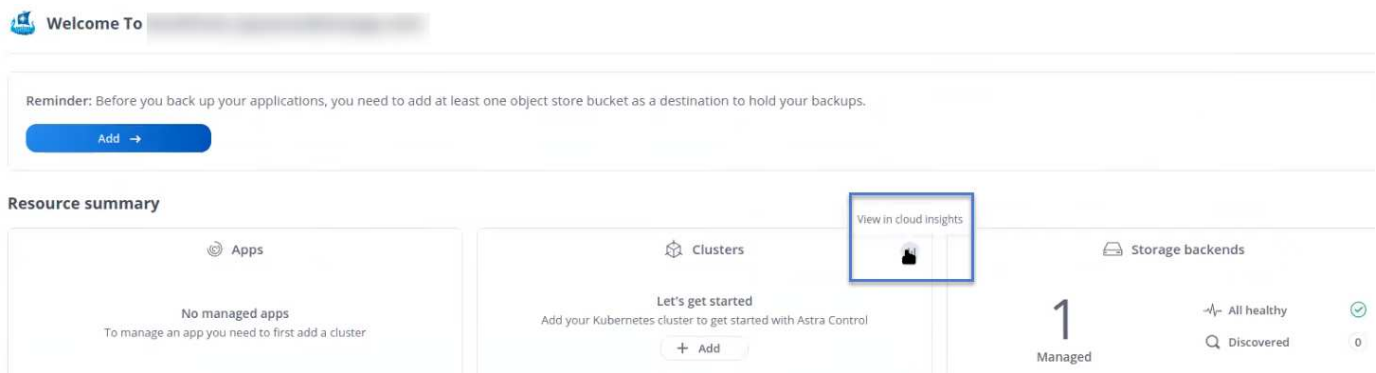 Welcome To
Reminder: Before you back up your applications, you need to add at least one object store bucket as a destination to hold your backups.
Add →
Resource summary
View in cloud insights
Apps
No managed apps
To manage an app you need to first add a cluster
Clusters
Let's get started
Add your Kubernetes cluster to get started with Astra Control
+ Add
Storage backends
1
Managed
All healthy
Discovered 0